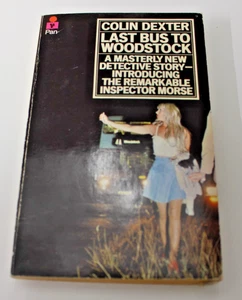 Pan
COLIN DEXTER
LAST BUS TO
WOODSTOCK
A MASTERLY NEW
DETECTIVE STORY—
INTRODUCING
THE REMARKABLE
INSPECTOR MORSE